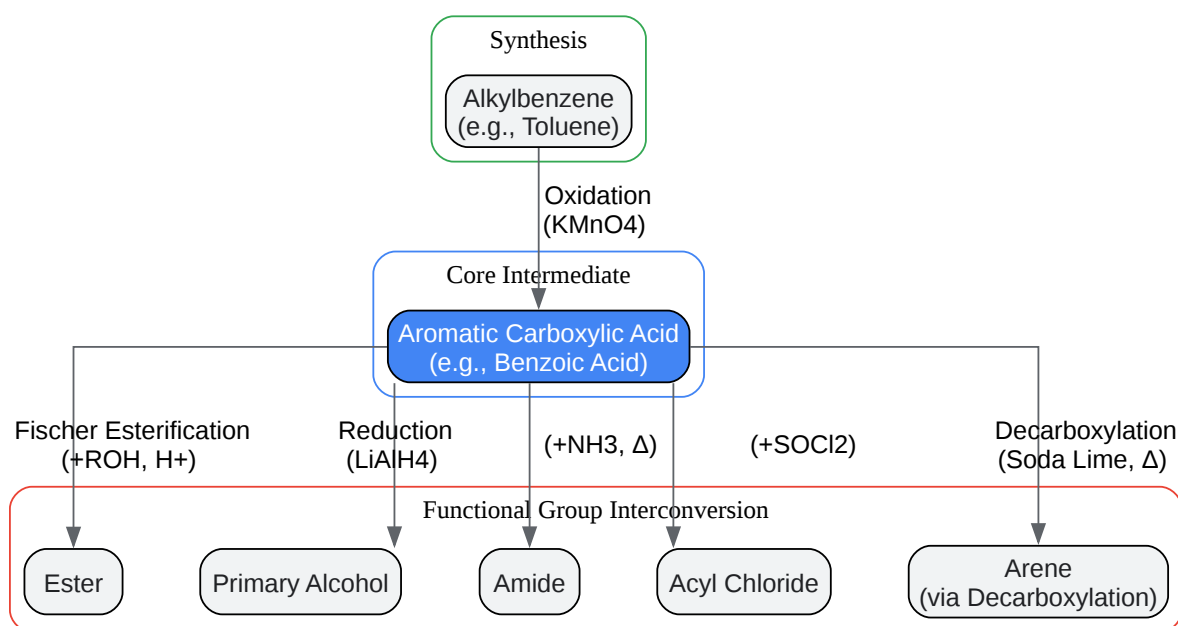 Synthesis
Alkylbenzene
(e.g., Toluene)
Oxidation
(KMnO4)
Core Intermediate
Aromatic Carboxylic Acid
(e.g., Benzoic Acid)
Fischer Esterification
(+ROH, H+)
Reduction
(LiAlH4)
(+NH3, Δ)
(+SOCl2)
Decarboxylation
(Soda Lime, Δ)
Functional Group Interconversion
Ester
Primary Alcohol
Amide
Acyl Chloride
Arene
(via Decarboxylation)